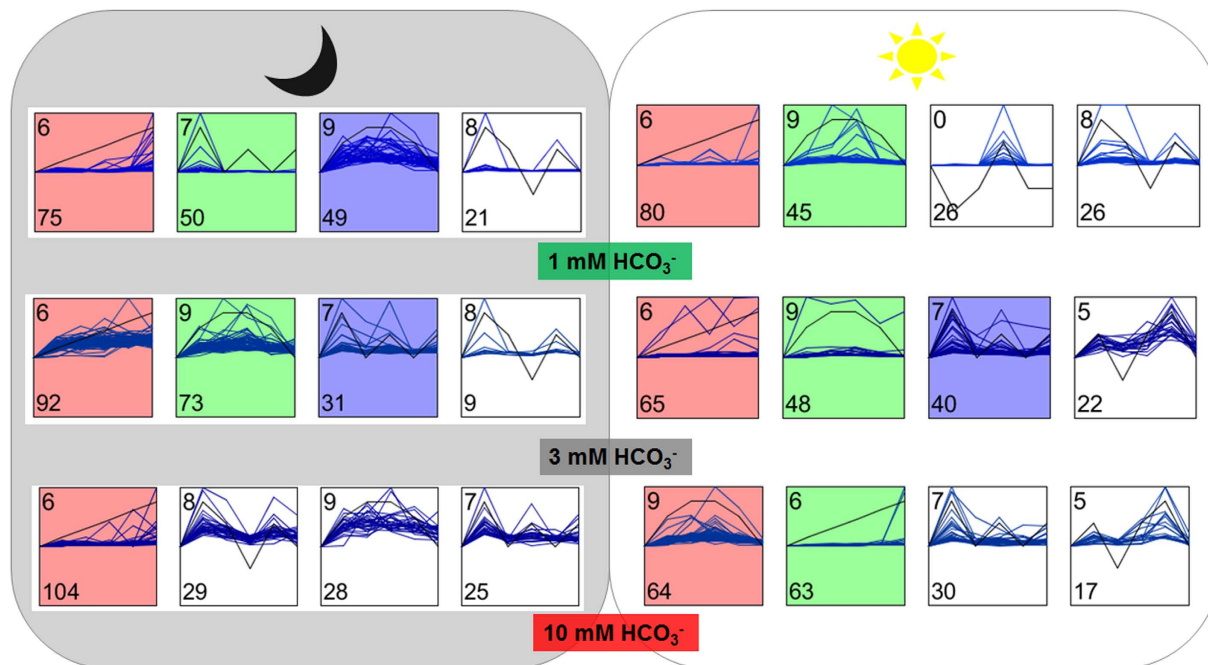 6 7 9 8 6 9 0 8
75 50 49 21 80 45 26 26
1 mM HCO₃⁻
6 9 7 8 6 9 7 5
92 73 31 9 65 48 40 22
3 mM HCO₃⁻
6 8 9 7 9 6 7 5
104 29 28 25 64 63 30 17
10 mM HCO₃⁻